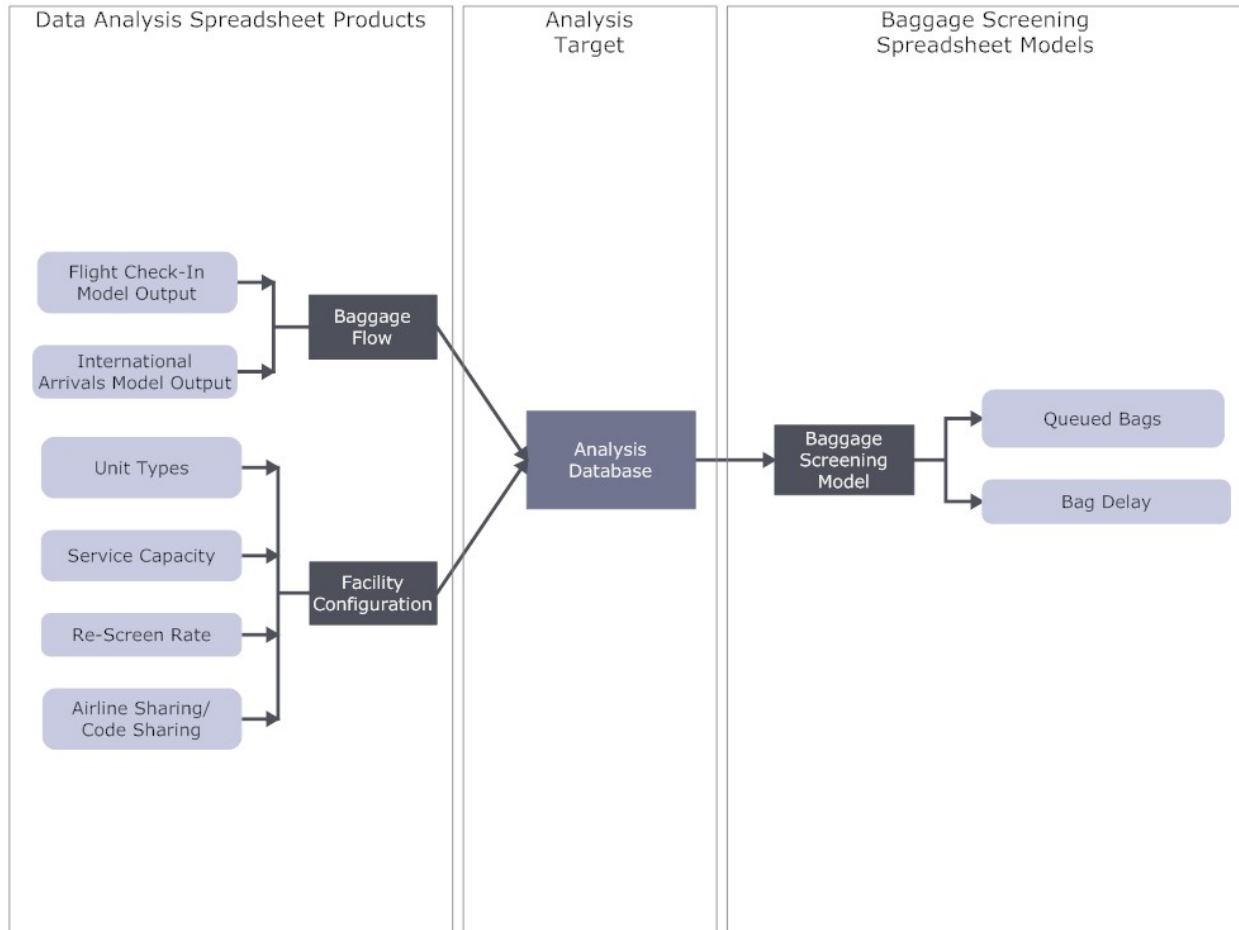 Data Analysis Spreadsheet Products
Flight Check-In
Model Output
International
Arrivals Model Output
Baggage
Flow
Unit Types
Service Capacity
Re-Screen Rate
Airline Sharing/
Code Sharing
Facility
Configuration
Analysis
Target
Analysis
Database
Baggage Screening
Spreadsheet Models
Baggage
Screening
Model
Queued Bags
Bag Delay